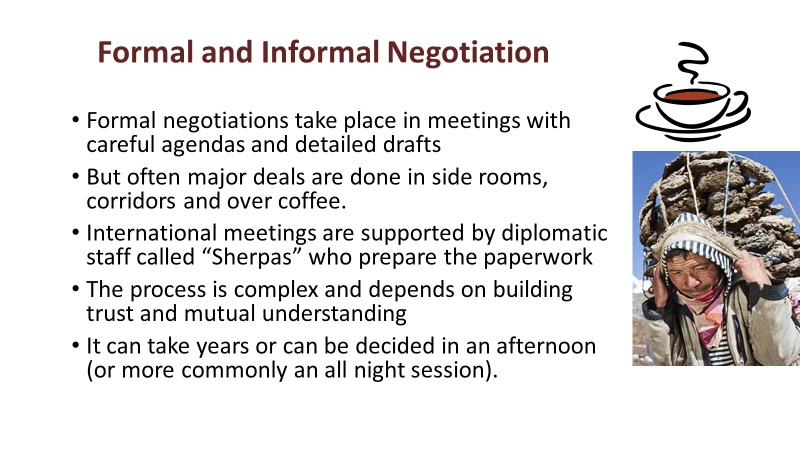 Formal and Informal Negotiation
• Formal negotiations take place in meetings with
careful agendas and detailed drafts
• But often major deals are done in side rooms,
corridors and over coffee.
• International meetings are supported by diplomatic
staff called “Sherpas” who prepare the paperwork
• The process is complex and depends on building
trust and mutual understanding
• It can take years or can be decided in an afternoon
(or more commonly an all night session).